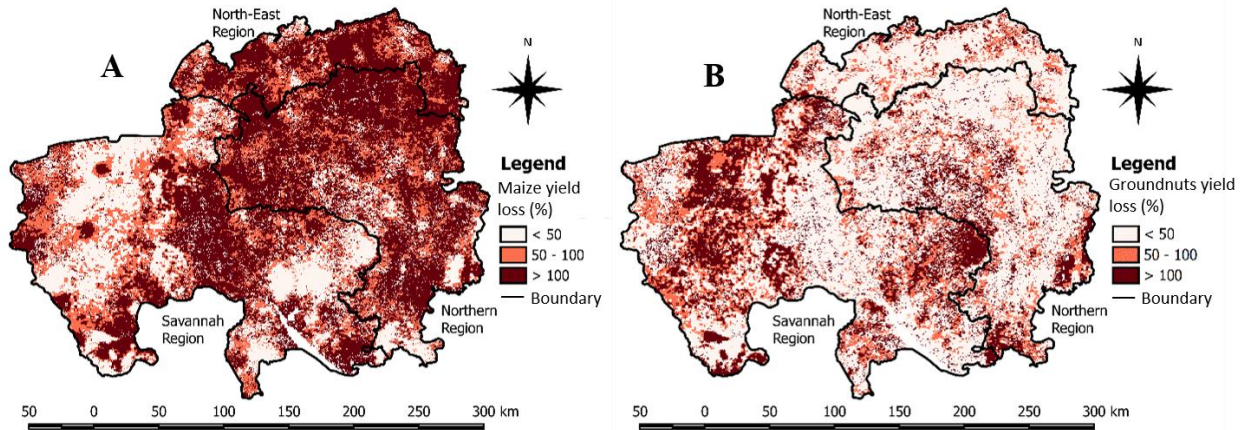 North-East
Region
A
N
Legend
Maize yield
loss (%)
< 50
50 - 100
> 100
Boundary
Savannah
Region
Northern
Region
50 0 50 100 150 200 250 300 km
North-East
Region
B
N
Legend
Groundnuts yield
loss (%)
< 50
50 - 100
> 100
Boundary
Savannah
Region
Northern
Region
50 0 50 100 150 200 250 300 km